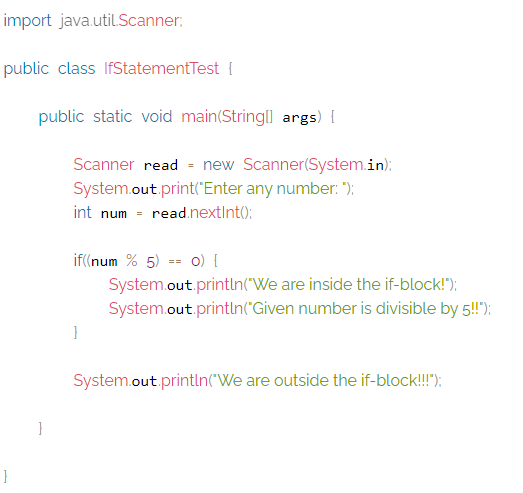 import java.util.Scanner;
public class IfStatementTest {
public static void main(String[] args) {
Scanner read = new Scanner(System.in);
System.out.print("Enter any number: ");
int num = read.nextInt();
if((num % 5) == 0) {
System.out.println("We are inside the if-block!");
System.out.println("Given number is divisible by 5!!");
}
System.out.println("We are outside the if-block!!!");
}
}